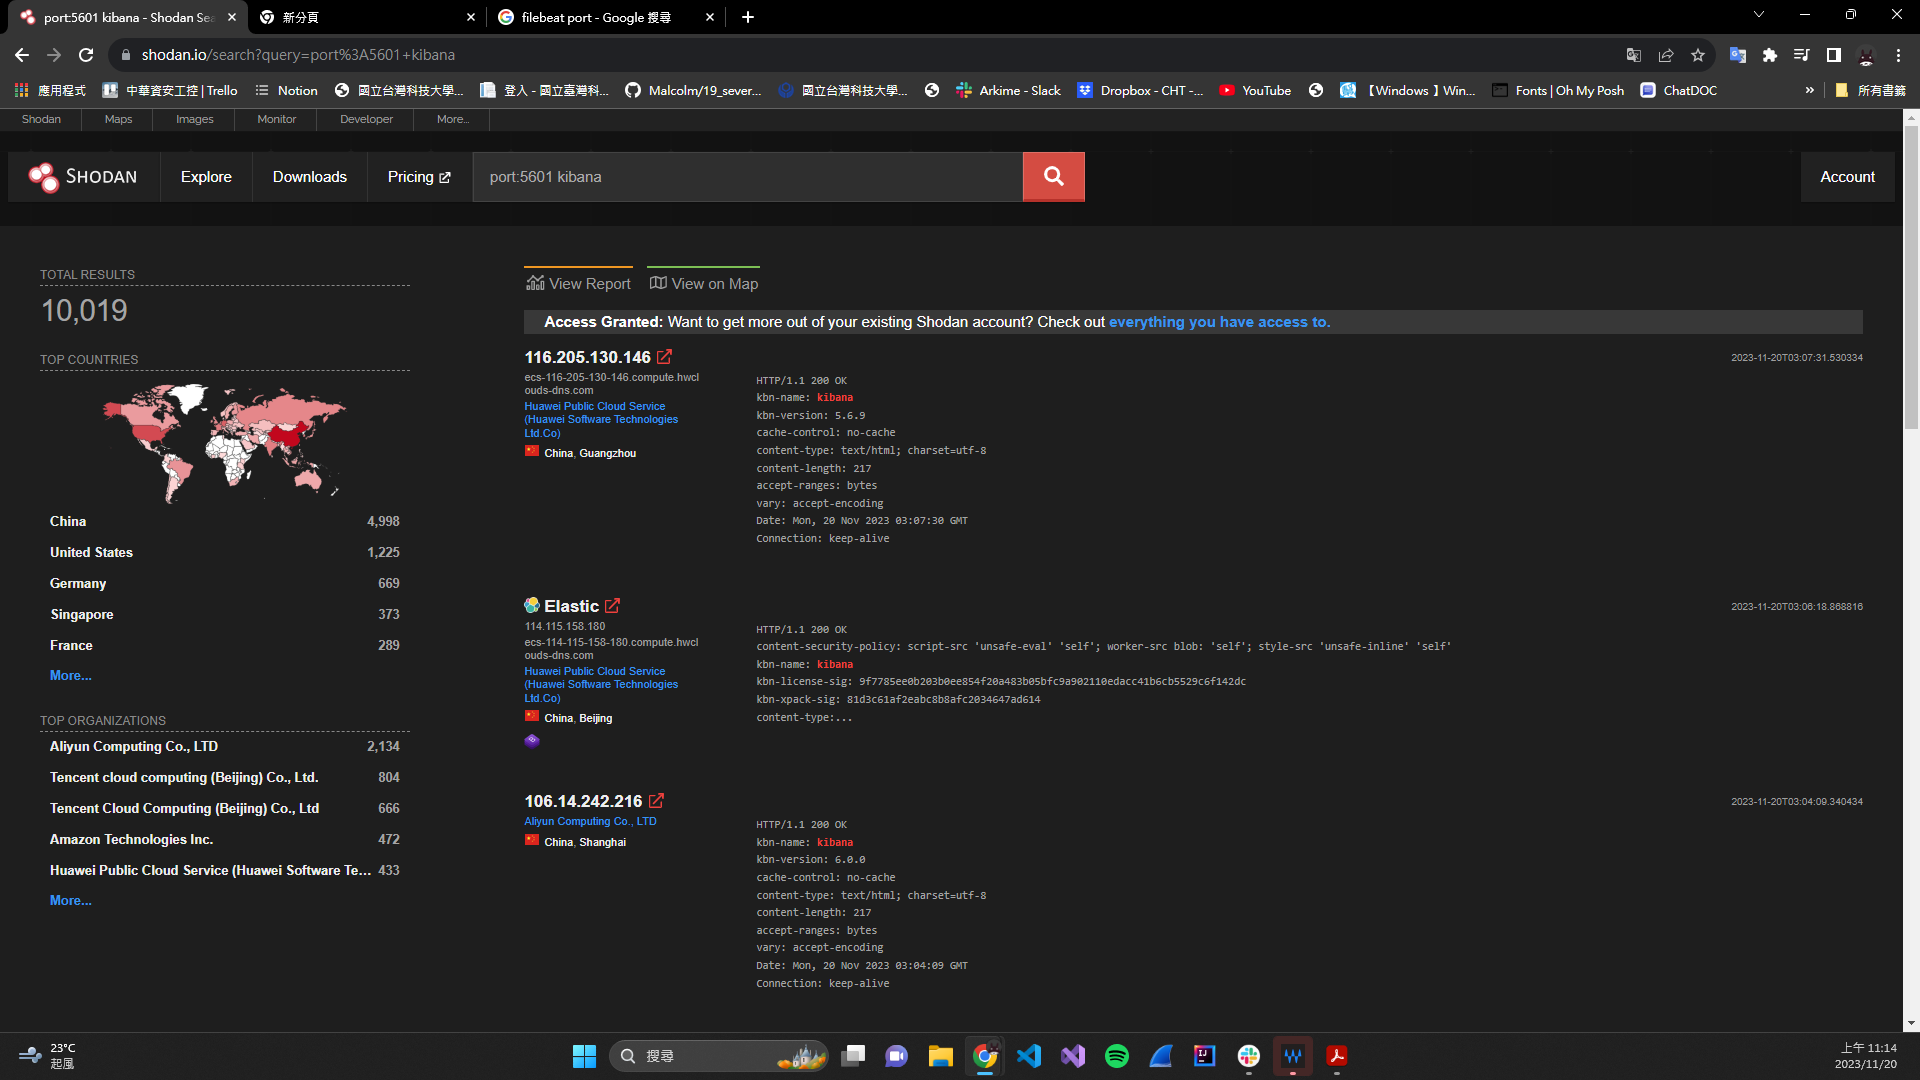 port:5601 kibana - Shodan Sea
新分頁
filebeat port - Google 搜尋
shodan.io/search?query=port%3A5601+kibana
應用程式
中華資安工控 | Trello
Notion
國立台灣科技大學...
登入 - 國立臺灣科...
Malcolm/19_sever...
國立台灣科技大學...
Arkime - Slack
Dropbox - CHT -...
YouTube
【Windows 】Win...
Fonts | Oh My Posh
ChatDOC
»
所有書籤
Shodan
Maps
Images
Monitor
Developer
More...
SHODAN
Explore
Downloads
Pricing
port:5601 kibana
Account
TOTAL RESULTS
10,019
TOP COUNTRIES
China 4,998
United States 1,225
Germany 669
Singapore 373
France 289
More...
TOP ORGANIZATIONS
Aliyun Computing Co., LTD 2,134
Tencent cloud computing (Beijing) Co., Ltd. 804
Tencent Cloud Computing (Beijing) Co., Ltd 666
Amazon Technologies Inc. 472
Huawei Public Cloud Service (Huawei Software Te... 433
More...
View Report
View on Map
Access Granted: Want to get more out of your existing Shodan account? Check out everything you have access to.
116.205.130.146
2023-11-20T03:07:31.530334
ecs-116-205-130-146.compute.hwcl
ouds-dns.com
Huawei Public Cloud Service
(Huawei Software Technologies
Ltd.Co)
China, Guangzhou
HTTP/1.1 200 OK
kbn-name: kibana
kbn-version: 5.6.9
cache-control: no-cache
content-type: text/html; charset=utf-8
content-length: 217
accept-ranges: bytes
vary: accept-encoding
Date: Mon, 20 Nov 2023 03:07:30 GMT
Connection: keep-alive
Elastic
2023-11-20T03:06:18.868816
114.115.158.180
ecs-114-115-158-180.compute.hwcl
ouds-dns.com
Huawei Public Cloud Service
(Huawei Software Technologies
Ltd.Co)
China, Beijing
HTTP/1.1 200 OK
content-security-policy: script-src 'unsafe-eval' 'self'; worker-src blob: 'self'; style-src 'unsafe-inline' 'self'
kbn-name: kibana
kbn-license-sig: 9f7785ee0b203b0ee854f20a483b05bfc9a902110edacc41b6cb5529c6f142dc
kbn-xpack-sig: 81d3c61af2eabc8b8afc2034647ad614
content-type:...
106.14.242.216
2023-11-20T03:04:09.340434
Aliyun Computing Co., LTD
China, Shanghai
HTTP/1.1 200 OK
kbn-name: kibana
kbn-version: 6.0.0
cache-control: no-cache
content-type: text/html; charset=utf-8
content-length: 217
accept-ranges: bytes
vary: accept-encoding
Date: Mon, 20 Nov 2023 03:04:09 GMT
Connection: keep-alive
23°C
起風
搜尋
上午 11:14
2023/11/20